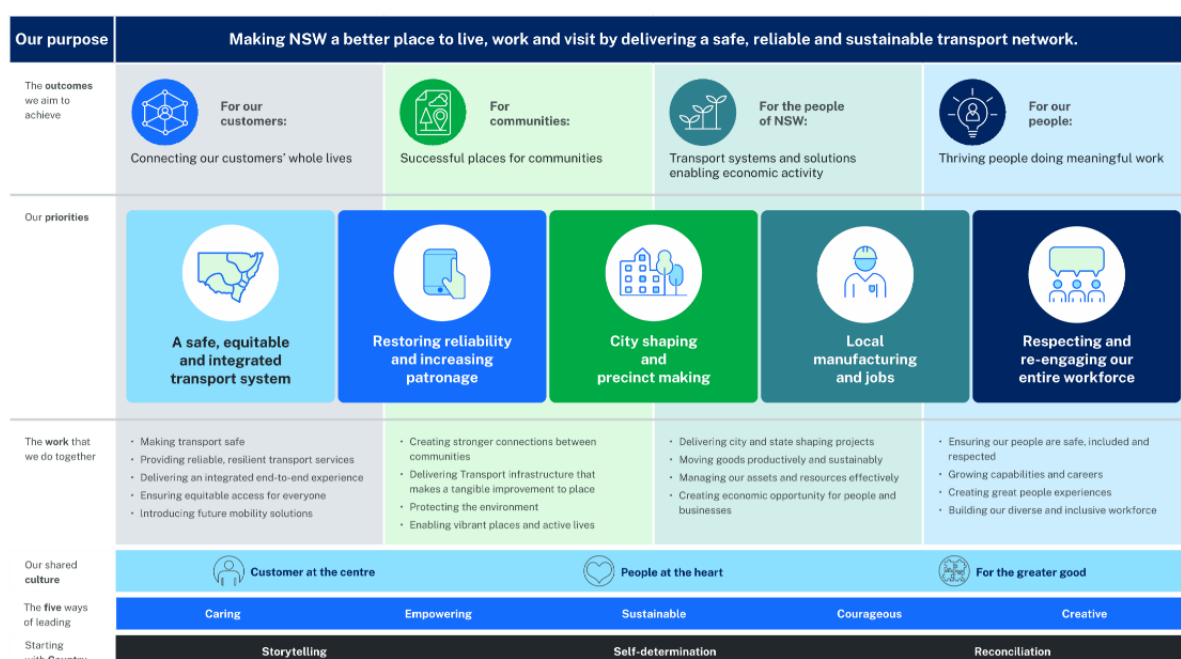 Our purpose
Making NSW a better place to live, work and visit by delivering a safe, reliable and sustainable transport network.
The outcomes
we aim to
achieve
For our
customers:
Connecting our customers' whole lives
For
communities:
Successful places for communities
For the people
of NSW:
Transport systems and solutions
enabling economic activity
For our
people:
Thriving people doing meaningful work
Our priorities
A safe, equitable
and integrated
transport system
Restoring reliability
and increasing
patronage
City shaping
and
precinct making
Local
manufacturing
and jobs
Respecting and
re-engaging our
entire workforce
The work that
we do together
• Making transport safe
• Providing reliable, resilient transport services
• Delivering an integrated end-to-end experience
• Ensuring equitable access for everyone
• Introducing future mobility solutions
• Creating stronger connections between
communities
• Delivering Transport infrastructure that
makes a tangible improvement to place
• Protecting the environment
• Enabling vibrant places and active lives
• Delivering city and state shaping projects
• Moving goods productively and sustainably
• Managing our assets and resources effectively
• Creating economic opportunity for people and
businesses
• Ensuring our people are safe, included and
respected
• Growing capabilities and careers
• Creating great people experiences
• Building our diverse and inclusive workforce
Our shared
culture
Customer at the centre
People at the heart
For the greater good
The five ways
of leading
Caring
Empowering
Sustainable
Courageous
Creative
Starting
with Country
Storytelling
Self-determination
Reconciliation